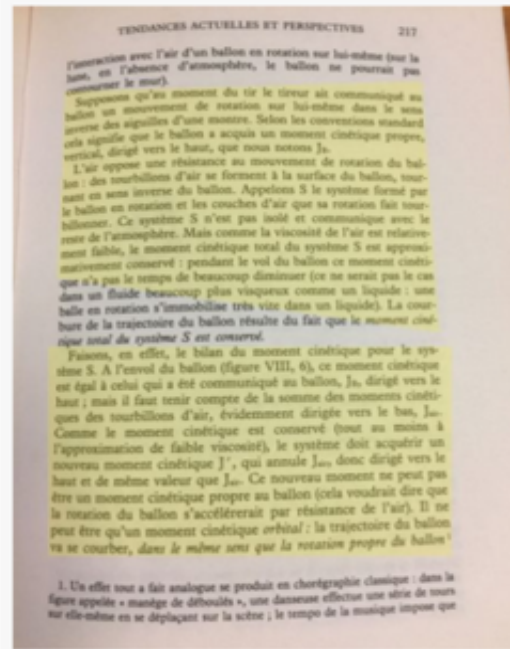 TENDANCES ACTUELLES ET PERSPECTIVES 217
l'interaction avec l'air d'un ballon en rotation sur lui-même (sur la
lune, en l'absence d'atmosphère, le ballon ne pourrait pas
contourner le mur).
Supposons qu'au moment du tir le tireur ait communiqué au
ballon un mouvement de rotation sur lui-même dans le sens
inverse des aiguilles d'une montre. Selon les conventions standard
cela signifie que le ballon a acquis un moment cinétique propre,
vertical, dirigé vers le haut, que nous notons J
L'air oppose une résistance au mouvement de rotation du bal-
lon : des tourbillons d'air se forment à la surface du ballon, tour-
nant en sens inverse du ballon. Appelons S le système formé par
le ballon en rotation et les couches d'air que sa rotation fait tour-
billonner. Ce système S n'est pas isolé et communique avec le
reste de l'atmosphère. Mais comme la viscosité de l'air est relative-
ment faible, le moment cinétique total du système S est approxi-
mativement conservé : pendant le vol du ballon ce moment cinéti-
que n'a pas le temps de beaucoup diminuer (ce ne serait pas le cas
dans un fluide beaucoup plus visqueux comme un liquide : une
balle en rotation s'immobilise très vite dans un liquide). La cour-
bure de la trajectoire du ballon résulte du fait que le moment ciné-
tique total du système S est conservé.
Faisons, en effet, le bilan du moment cinétique pour le sys-
tème S. A l'envol du ballon (figure VIII, 6), ce moment cinétique
est égal à celui qui a été communiqué au ballon, J dirigé vers le
haut ; mais il faut tenir compte de la somme des moments cinéti-
ques des tourbillons d'air, évidemment dirigée vers le bas, J
Comme le moment cinétique est conservé (tout au moins à
l'approximation de faible viscosité), le système doit acquérir un
nouveau moment cinétique J', qui annule J donc dirigé vers le
haut et de même valeur que J Ce nouveau moment ne peut pas
être un moment cinétique propre au ballon (cela voudrait dire que
la rotation du ballon s'accélérerait par résistance de l'air). Il ne
peut être qu'un moment cinétique orbital : la trajectoire du ballon
va se courber, dans le même sens que la rotation propre du ballon¹
1. Un effet tout a fait analogue se produit en chorégraphie classique : dans la
figure appelée « manège de déboulés », une danseuse effectue une série de tours
sur elle-même en se déplaçant sur la scène ; le tempo de la musique impose que